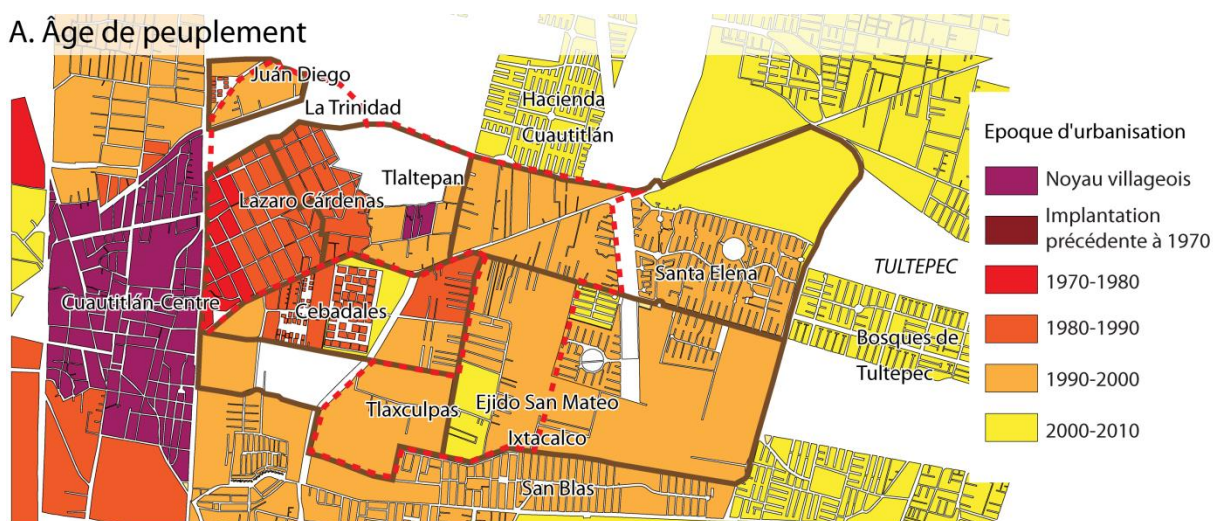 A. Âge de peuplement
Juán Diego
La Trinidad
Hacienda
Cuautitlán
Tlaltepan
Lazaro Cárdenas
Santa Elena
TULTEPEC
Cuautitlán-Centre
Cebadales
Bosques de
Tultepec
Tlaxculpas
Ejido San Mateo
Ixtacalco
San Blas
F
Epoque d'urbanisation
Noyau villageois
Implantation
précédente à 1970
1970-1980
1980-1990
1990-2000
2000-2010